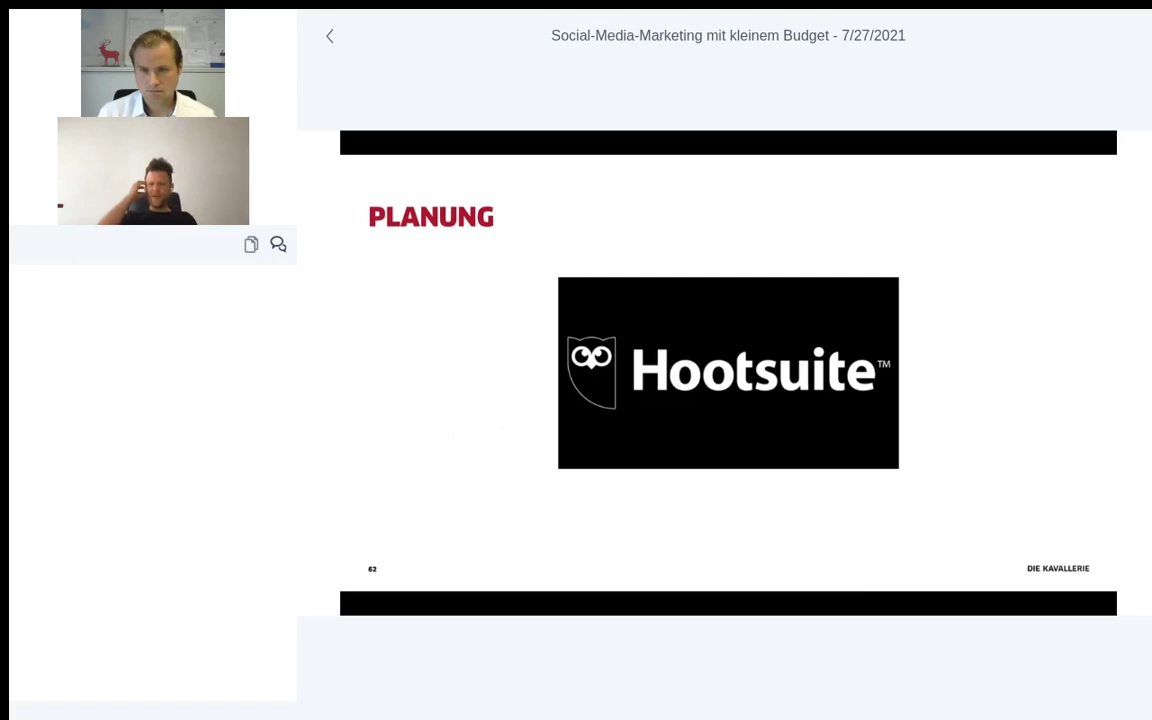 Social-Media-Marketing mit kleinem Budget - 7/27/2021
PLANUNG
Hootsuite™
62
DIE KAVALLERIE